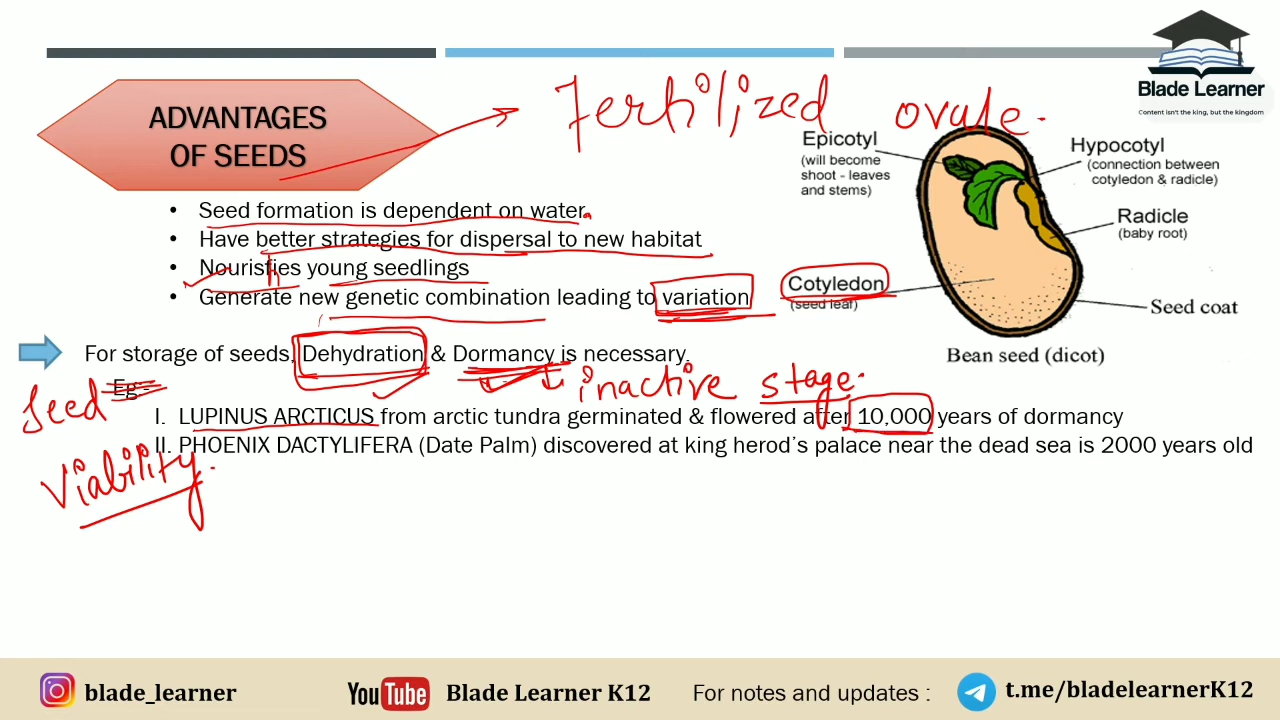 Blade Learner
Content isn't the king, but the kingdom
ADVANTAGES
OF SEEDS
Fertilized ovule.
• Seed formation is dependent on water.
• Have better strategies for dispersal to new habitat
• Nourishes young seedlings
• Generate new genetic combination leading to variation
Epicotyl
(will become
shoot - leaves
and stems)
Hypocotyl
(connection between
cotyledon & radicle)
Radicle
(baby root)
Cotyledon
(seed leaf)
Seed coat
Bean seed (dicot)
For storage of seeds, Dehydration & Dormancy is necessary.
inactive stage.
Eg:-
Seed
Viability.
I. LUPINUS ARCTICUS from arctic tundra germinated & flowered after 10,000 years of dormancy
II. PHOENIX DACTYLIFERA (Date Palm) discovered at king herod's palace near the dead sea is 2000 years old
blade_learner
YouTube
Blade Learner K12
For notes and updates :
t.me/bladelearnerK12